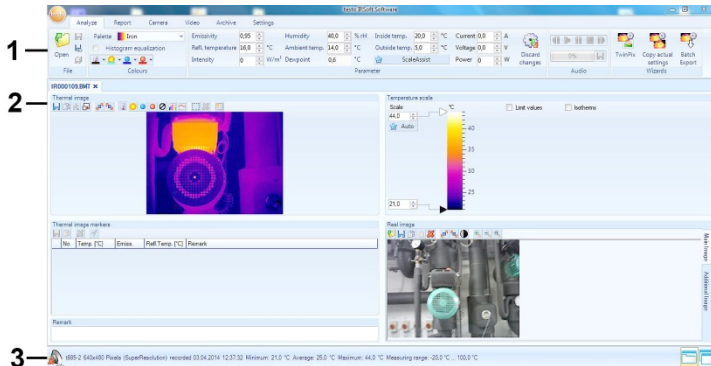 testo IRSoft Software
Analyze Report Camera Video Archive Settings
1
Open
Palette Iron
Histogram equalization
Emissivity 0,95
Refl. temperature 16,0 °C
Intensity 0 W/m²
Humidity 40,0 % rH
Ambient temp. 14,0 °C
Dewpoint 0,6 °C
Inside temp. 20,0 °C
Outside temp. 5,0 °C
ScaleAssist
Current 0,0 A
Voltage 0,0 V
Power 0 W
Discard changes
0%
TwinPix
Copy actual settings
Batch Export
File Colours Parameter Audio Wizards
IR000109.BMT
2
Thermal image
Temperature scale
Scale
44,0
Auto
21,0
°C
40
35
30
25
Limit values
Isotherms
Thermal image markers
No Temp. [°C] Emiss. Refl.Temp. [°C] Remark
Real image
Main Image
Additional Image
Remark
3
t885-2 640x480 Pixels (SuperResolution) recorded 03.04.2014 12:37:32 Minimum: 21,0 °C Average: 25,0 °C Maximum: 44,0 °C Measuring range: -20,0 °C ... 100,0 °C